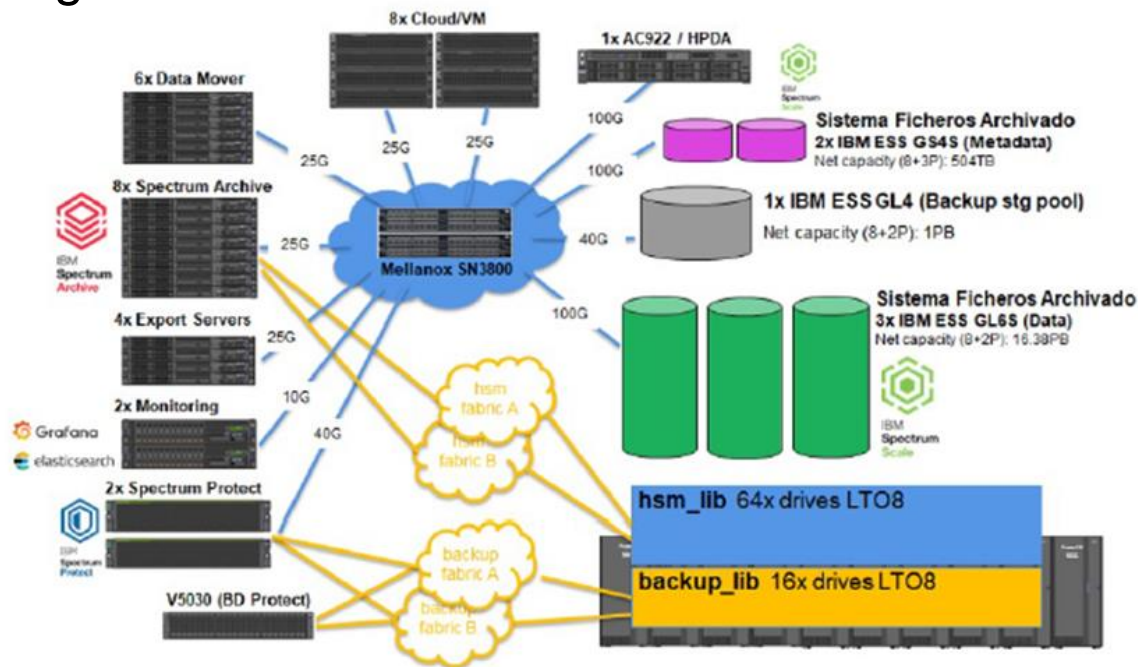 8x Cloud/VM
1x AC922 / HPDA
6x Data Mover
IBM
Spectrum
Scale
Sistema Ficheros Archivado
2x IBM ESS GS4S (Metadata)
Net capacity (8+3P): 504TB
25G
25G
25G
100G
100G
8x Spectrum Archive
IBM
Spectrum
Archive
25G
Mellanox SN3800
40G
1x IBM ESS GL4 (Backup stg pool)
Net capacity (8+2P): 1PB
100G
Sistema Ficheros Archivado
3x IBM ESS GL6S (Data)
Net capacity (8+2P): 16.38PB
IBM
Spectrum
Scale
4x Export Servers
25G
10G
40G
hsm
fabric A
hsm
fabric B
2x Monitoring
Grafana
elasticsearch
2x Spectrum Protect
IBM
Spectrum
Protect
hsm_lib 64x drives LTO8
backup_lib 16x drives LTO8
backup
fabric A
backup
fabric B
V5030 (BD Protect)